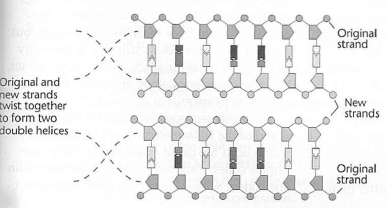 Original
strand
Original and
new strands
twist together
to form two
double helices
New
strands
Original
strand